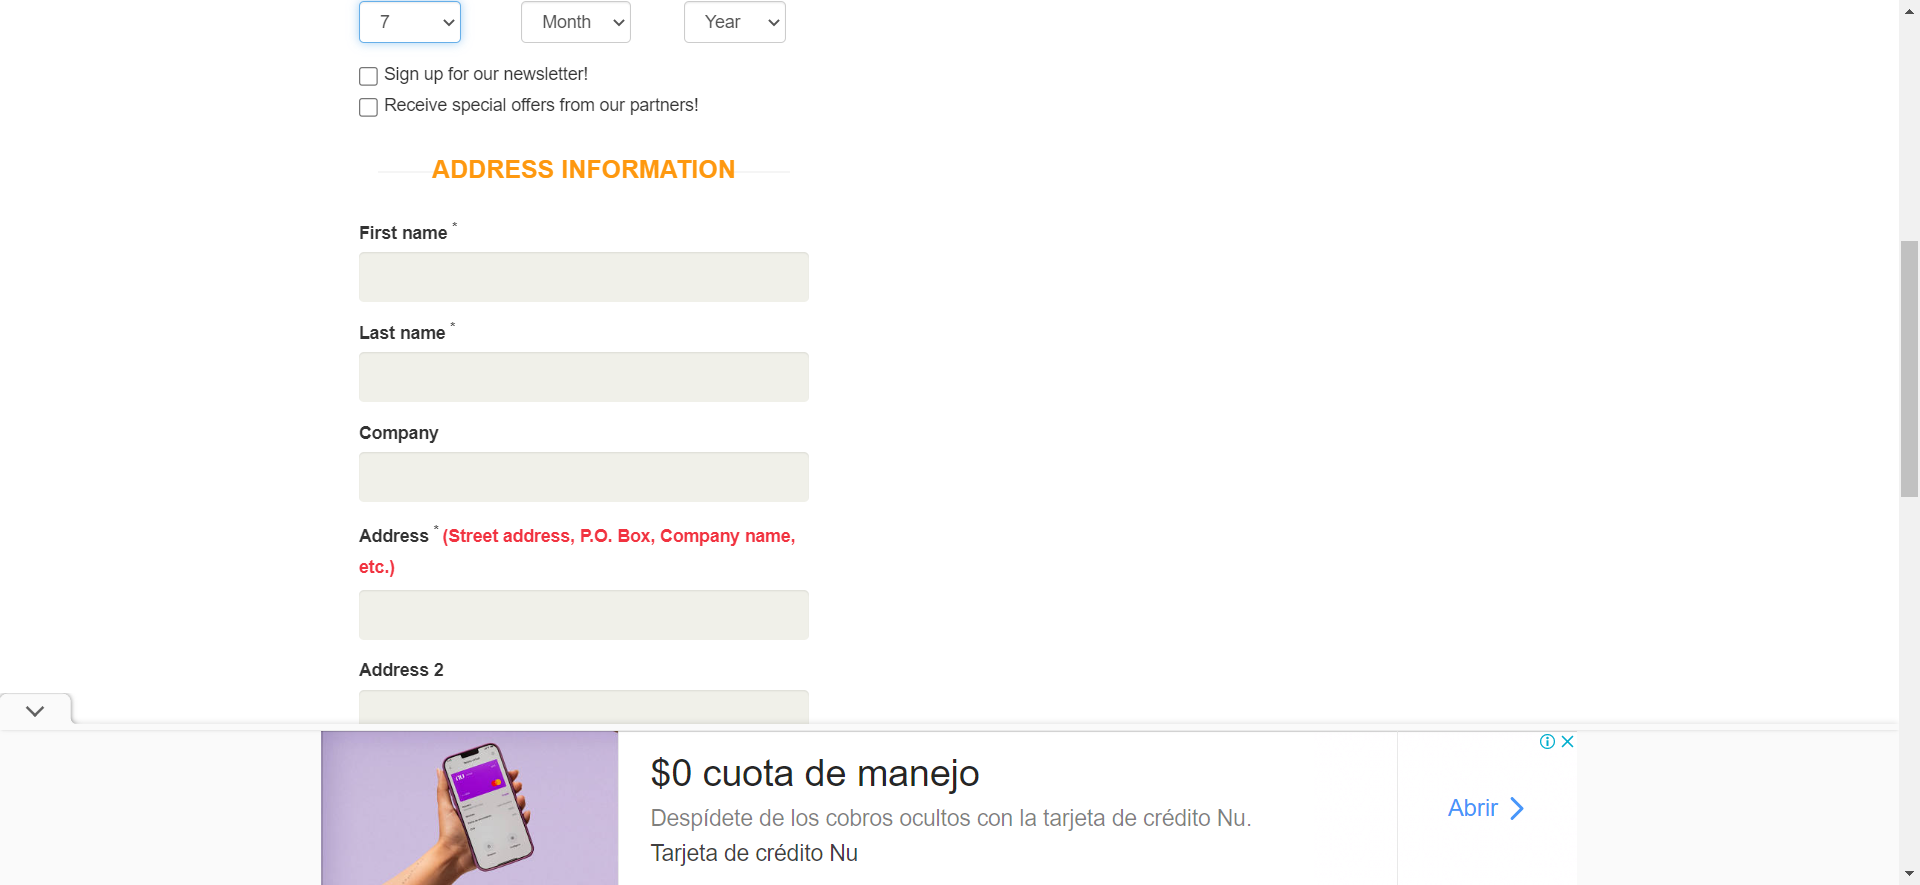 7 Month Year
Sign up for our newsletter!
Receive special offers from our partners!
ADDRESS INFORMATION
First name *
Last name *
Company
Address * (Street address, P.O. Box, Company name,
etc.)
Address 2
$0 cuota de manejo
Despídete de los cobros ocultos con la tarjeta de crédito Nu.
Tarjeta de crédito Nu
Abrir